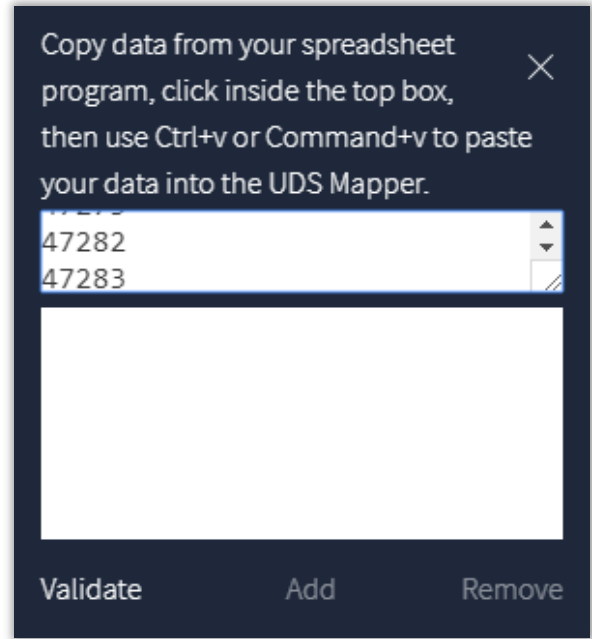 Copy data from your spreadsheet
program, click inside the top box,
then use Ctrl+v or Command+v to paste
your data into the UDS Mapper.
47282
47283
Validate Add Remove